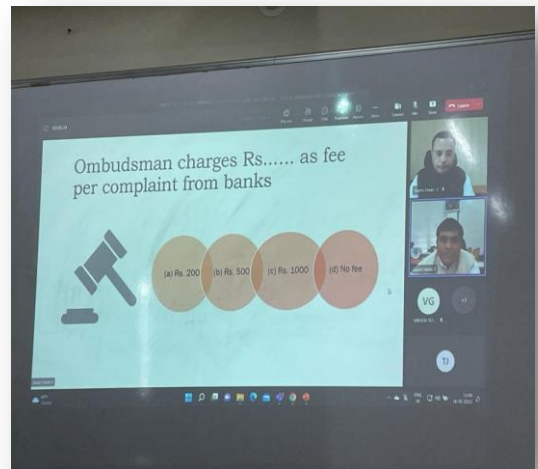 Leave
Ombudsman charges Rs...... as fee
per complaint from banks
(a) Rs. 200
(b) Rs. 500
(c) Rs. 1000
(d) No fee
VG
TJ